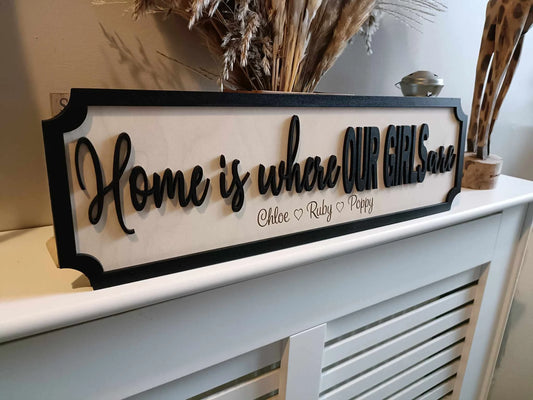 Home is where OUR GIRLS are
Chloe ♡ Ruby ♡ Poppy